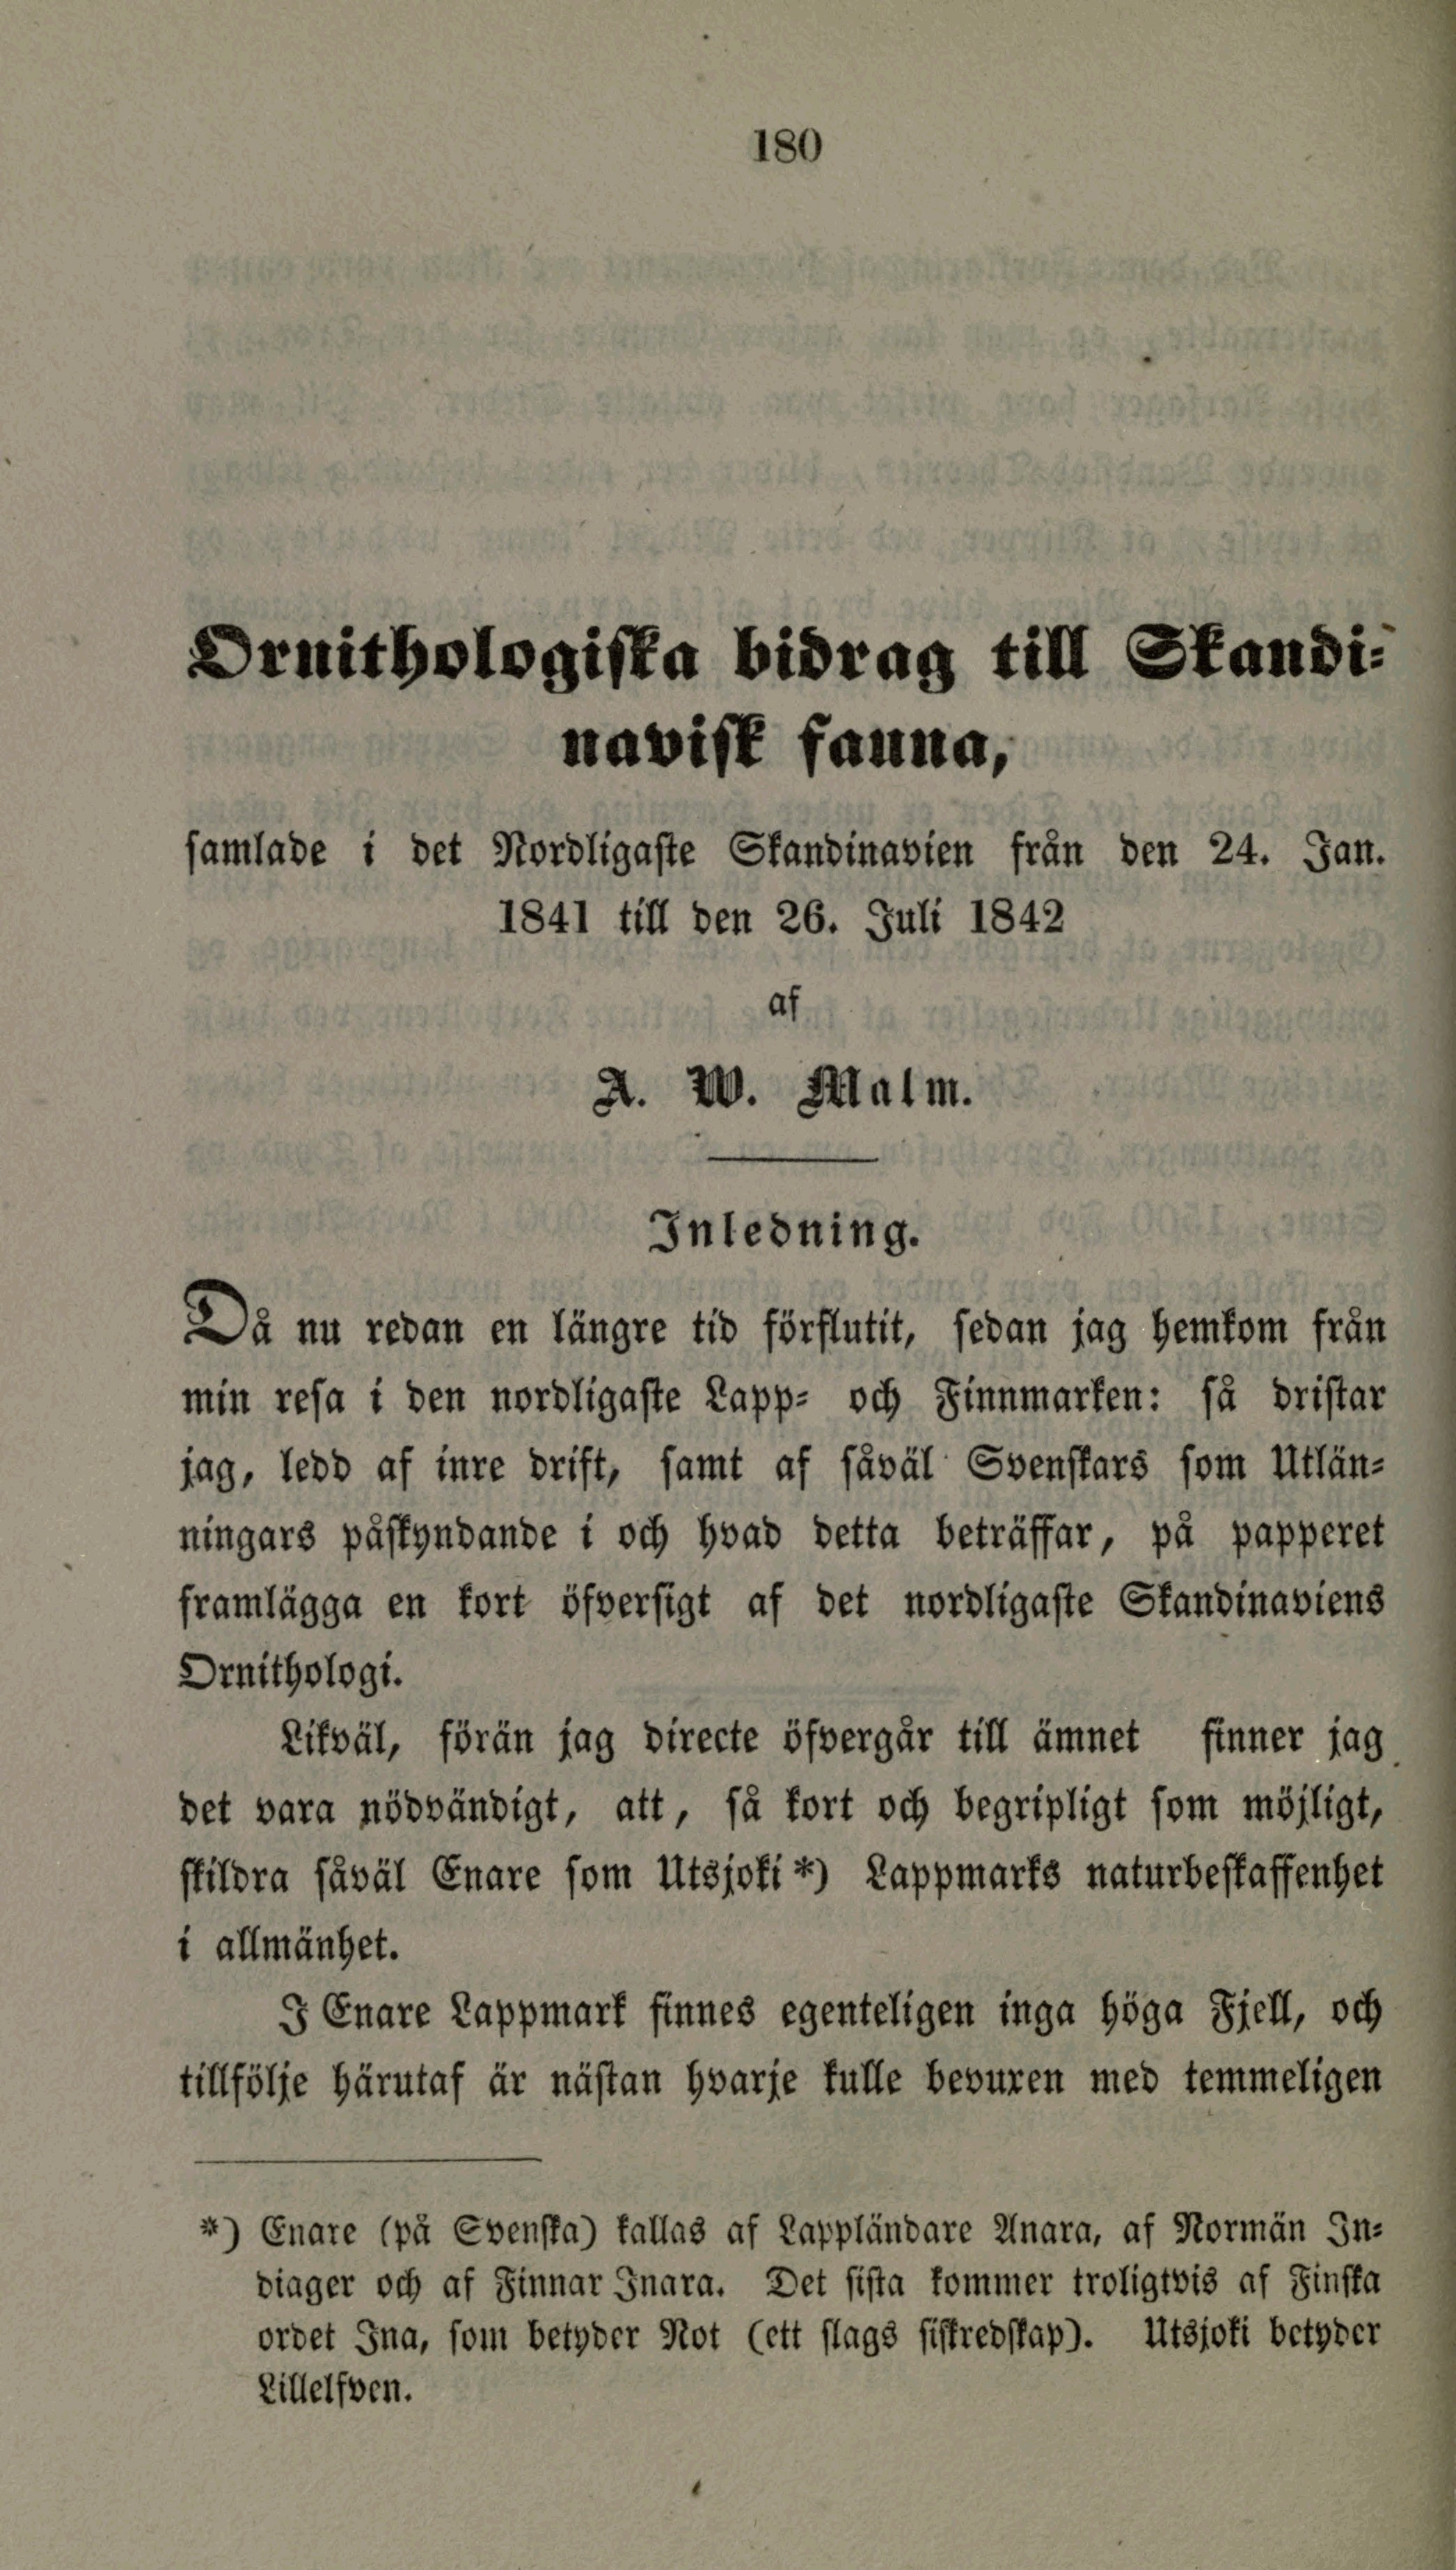 180
Ornithologiska bidrag till Skandi-
navisk fauna,
samlade i det Nordligaste Skandinavien från den 24. Jan.
1841 till den 26. Juli 1842
af
A. W. Malm.
Inledning.
Då nu redan en längre tid förflutit, sedan jag hemkom från
min resa i den nordligaste Lapp- och Finnmarken: så dristar
jag, ledd af inre drift, samt af såväl Svenskars som Utlän-
ningars påskyndande i och hvad detta beträffar, på papperet
framlägga en kort öfversigt af det nordligaste Skandinaviens
Ornithologi.
Likväl, förän jag directe öfvergår till ämnet finner jag
det vara nödvändigt, att, så kort och begripligt som möjligt,
skildra såväl Enare som Utsjoki*) Lappmarks naturbeskaffenhet
i allmänhet.
I Enare Lappmark finnes egenteligen inga höga Fjell, och
tillfölje härutaf är nästan hvarje kulle bevuxen med temmeligen
*) Enare (på Svenska) kallas af Lappländare Anara, af Normän In-
diager och af Finnar Inara. Det sista kommer troligtvis af Finska
ordet Ina, som betyder Not (ett slags fiskredskap). Utsjoki betyder
Lillelfven.